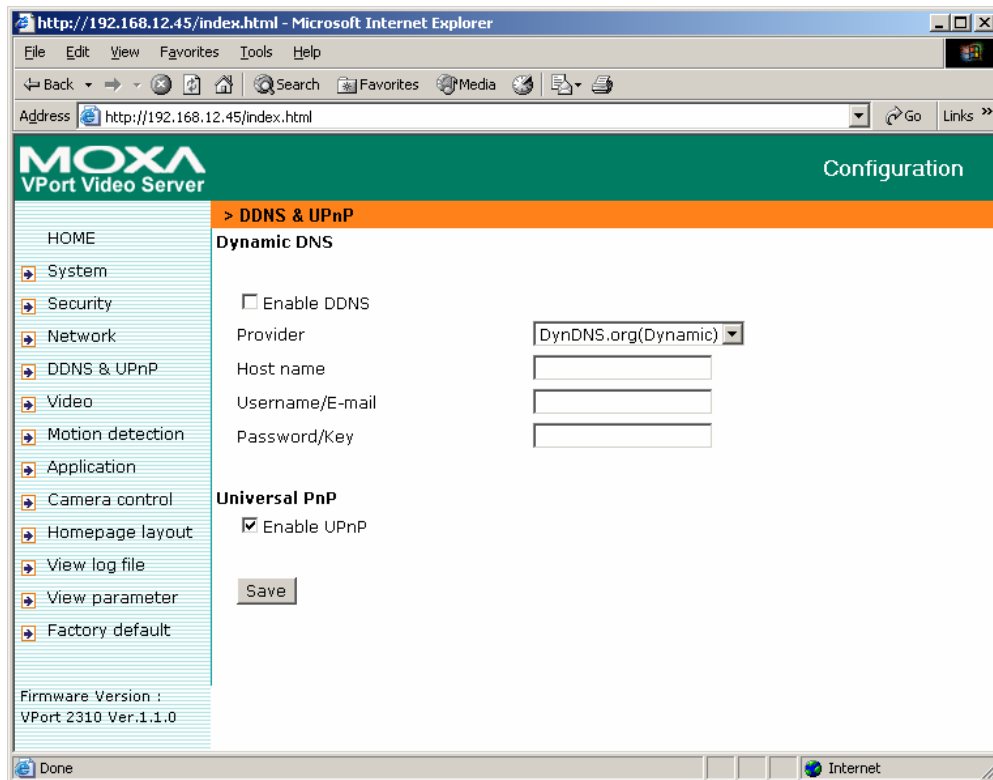 http://192.168.12.45/index.html - Microsoft Internet Explorer
File Edit View Favorites Tools Help
Back Search Favorites Media
Address http://192.168.12.45/index.html Go Links »
MOXA
VPort Video Server
Configuration
> DDNS & UPnP
HOME
System
Security
Network
DDNS & UPnP
Video
Motion detection
Application
Camera control
Homepage layout
View log file
View parameter
Factory default
Firmware Version :
VPort 2310 Ver.1.1.0
Dynamic DNS
Enable DDNS
Provider DynDNS.org(Dynamic)
Host name
Username/E-mail
Password/Key
Universal PnP
Enable UPnP
Save
Done Internet